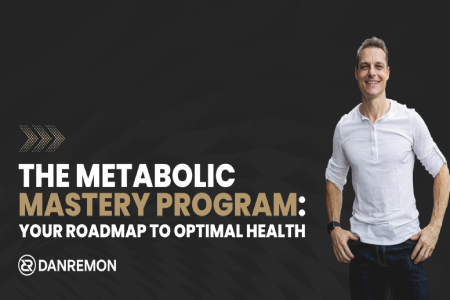 THE METABOLIC
MASTERY PROGRAM:
YOUR ROADMAP TO OPTIMAL HEALTH
DANREMON